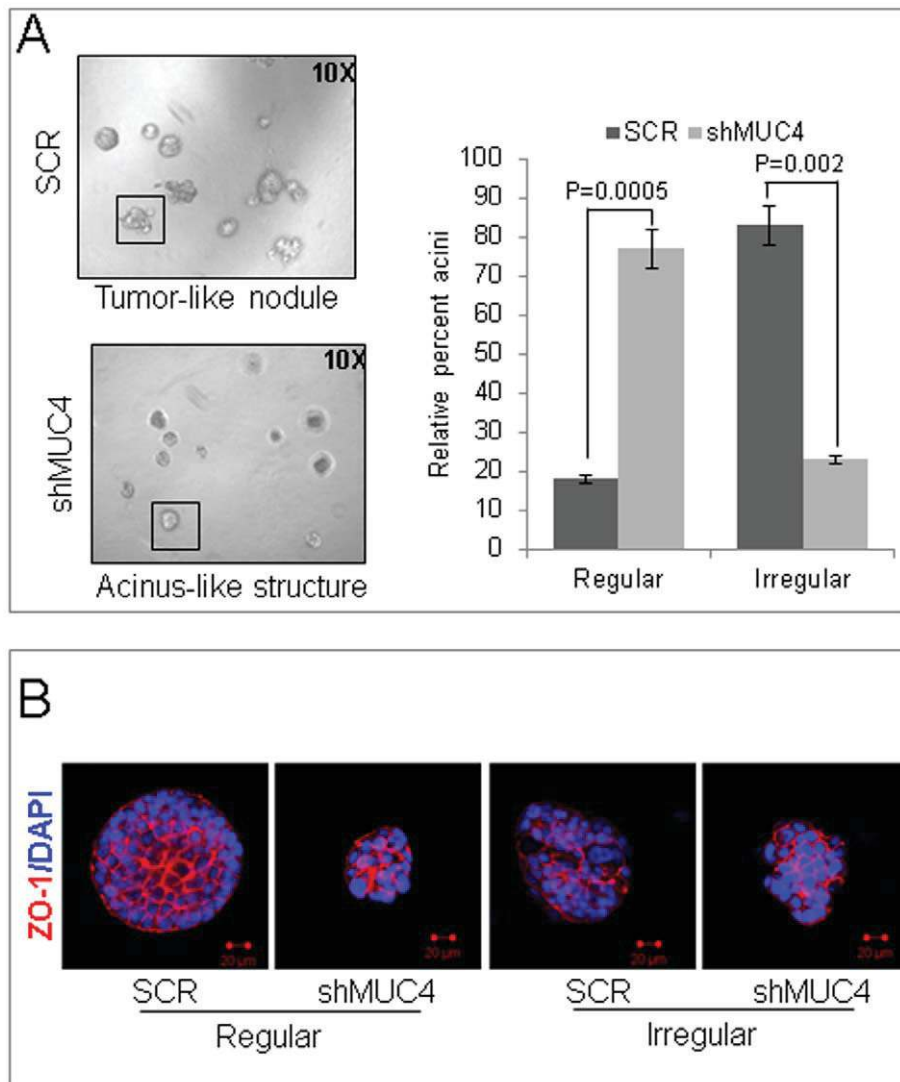 A
SCR
10X
Tumor-like nodule
shMUC4
10X
Acinus-like structure
SCR shMUC4
P=0.0005
P=0.002
Relative percent acini
100
90
80
70
60
50
40
30
20
10
0
Regular
Irregular
B
ZO-1/DAPI
20 µm
20 µm
20 µm
20 µm
SCR
shMUC4
SCR
shMUC4
Regular
Irregular